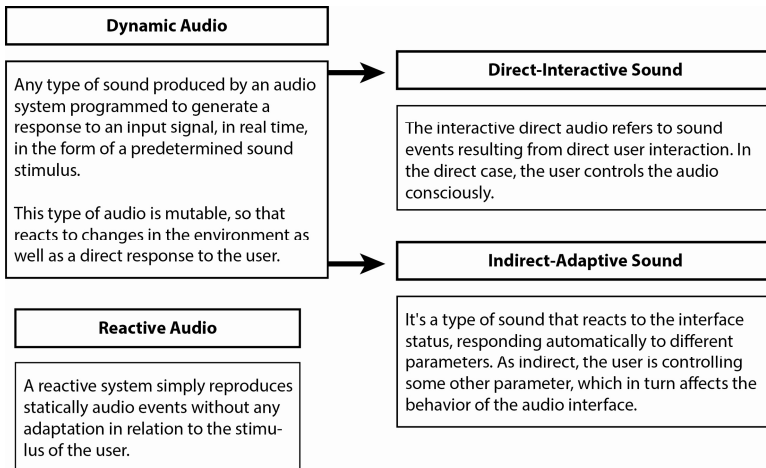 Dynamic Audio
Any type of sound produced by an audio
system programmed to generate a
response to an input signal, in real time,
in the form of a predetermined sound
stimulus.
This type of audio is mutable, so that
reacts to changes in the environment as
well as a direct response to the user.
Direct-Interactive Sound
The interactive direct audio refers to sound
events resulting from direct user interaction. In
the direct case, the user controls the audio
consciously.
Indirect-Adaptive Sound
It's a type of sound that reacts to the interface
status, responding automatically to different
parameters. As indirect, the user is controlling
some other parameter, which in turn affects the
behavior of the audio interface.
Reactive Audio
A reactive system simply reproduces
statically audio events without any
adaptation in relation to the stimu-
lus of the user.